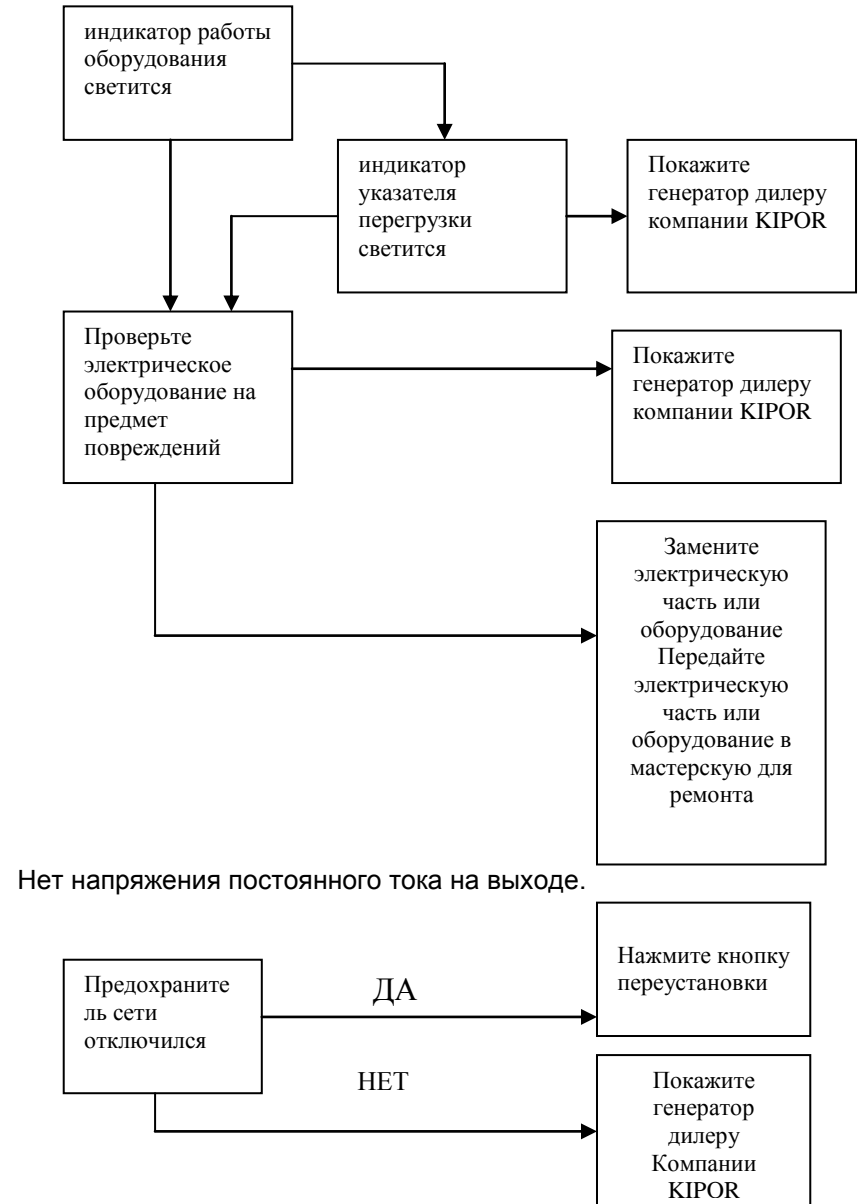 индикатор работы
оборудования
светится
индикатор
указателя
перегрузки
светится
Покажите
генератор дилеру
компании KIPOR
Проверьте
электрическое
оборудование на
предмет
повреждений
Покажите
генератор дилеру
компании KIPOR
Замените
электрическую
часть или
оборудование
Передайте
электрическую
часть или
оборудование в
мастерскую для
ремонта
Нет напряжения постоянного тока на выходе.
Предохраните
ль сети
отключился
ДА
Нажмите кнопку
переустановки
НЕТ
Покажите
генератор
дилеру
Компании
KIPOR